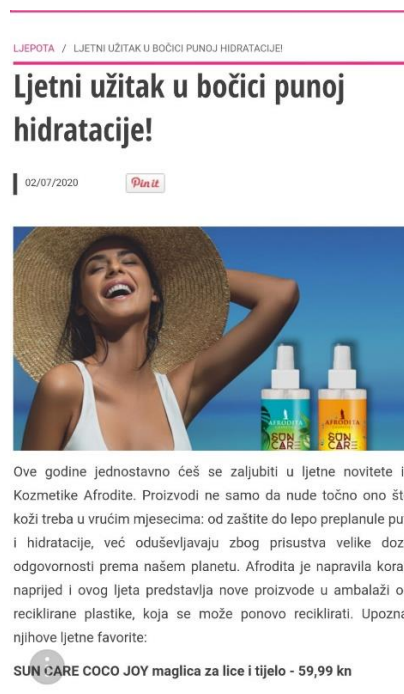 LJEPOTA / LJETNI UŽITAK U BOČICI PUNOJ HIDRATACIJE!
Ljetni užitak u bočici punoj
hidratacije!
02/07/2020
Pin it
AFRODITA AFRODITA
SUN SUN
CARE CARE
Ove godine jednostavno ćeš se zaljubiti u ljetne novitete i
Kozmetike Afrodite. Proizvodi ne samo da nude točno ono št
koži treba u vrućim mjesecima: od zaštite do lepo preplanule pu
i hidratacije, već oduševljavaju zbog prisustva velike doz
odgovornosti prema našem planetu. Afrodita je napravila kora
naprijed i ovog ljeta predstavlja nove proizvode u ambalaži o
reciklirane plastike, koja se može ponovo reciklirati. Upozna
njihove ljetne favorite:
SUN CARE COCO JOY maglica za lice i tijelo - 59,99 kn